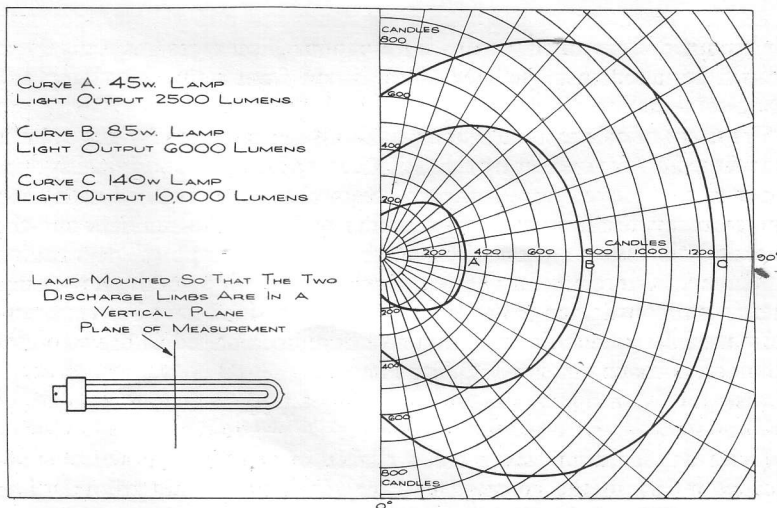 CURVE A. 45W. LAMP
LIGHT OUTPUT 2500 LUMENS
CURVE B. 85W. LAMP
LIGHT OUTPUT 6000 LUMENS
CURVE C 140W LAMP
LIGHT OUTPUT 10,000 LUMENS
LAMP MOUNTED SO THAT THE TWO
DISCHARGE LIMBS ARE IN A
VERTICAL PLANE
PLANE OF MEASUREMENT
CANDLES
800
600
400
200
200 400 600 800 1000 1200
CANDLES
A B C
90°
200
400
600
800
CANDLES
0°